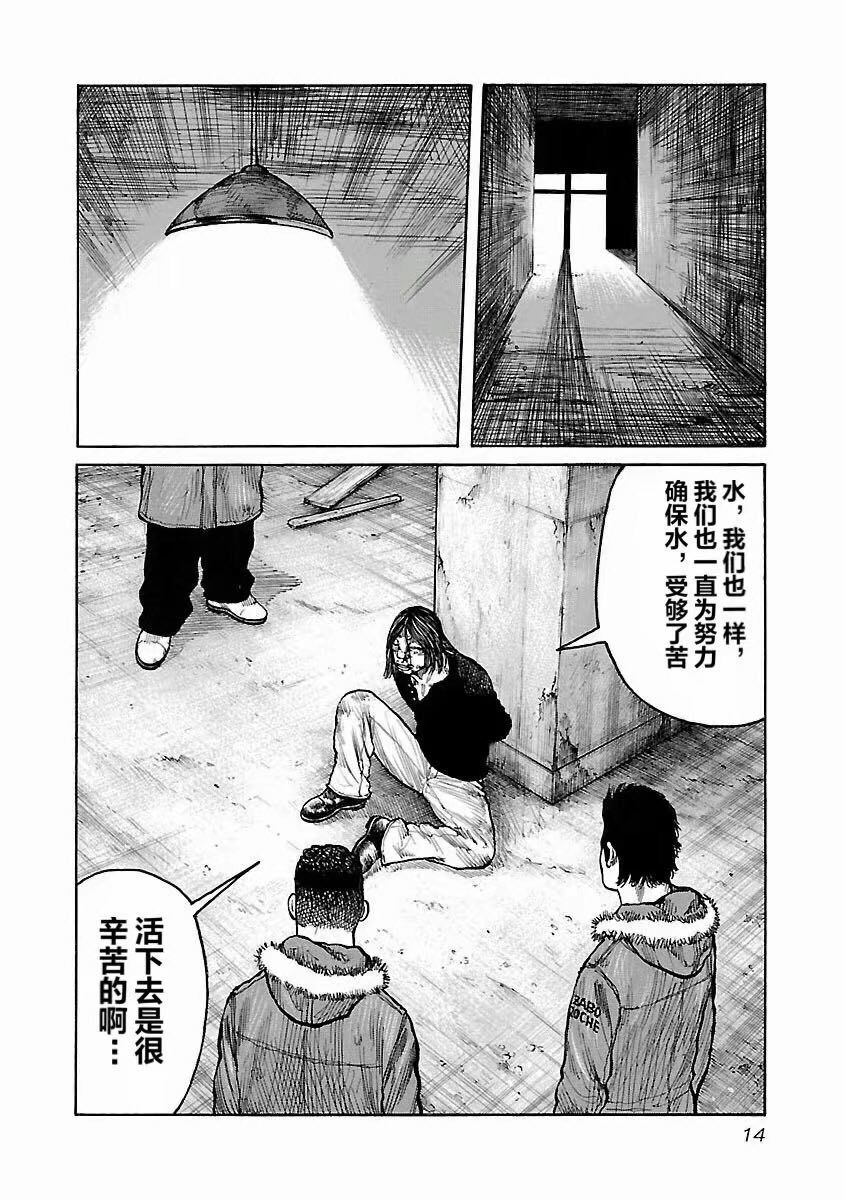 水，我们也一样，
我们也一直为努力
确保水，受够了苦
活下去是很
辛苦的啊…
ZABO
ROCHE
14